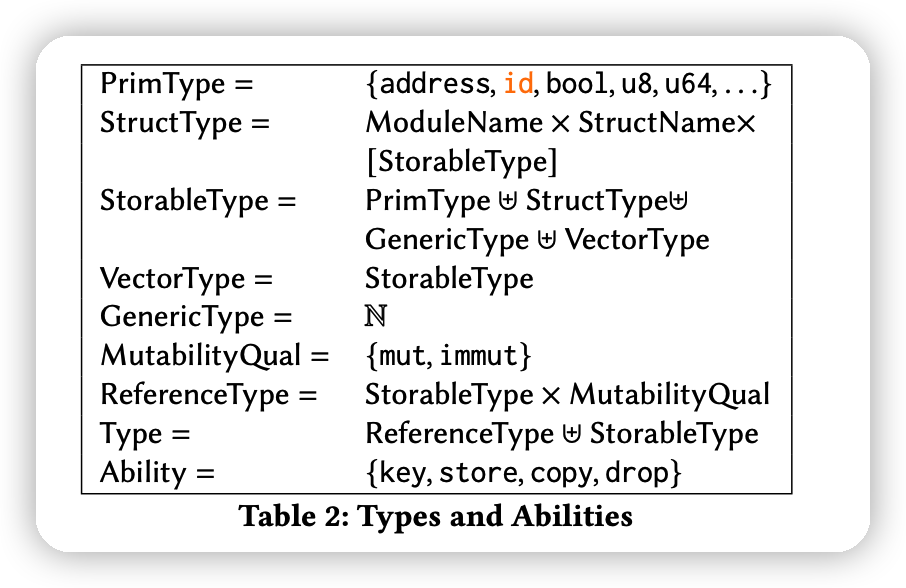 PrimType = {address, id, bool, u8, u64, ...}
StructType = ModuleName × StructName×
[StorableType]
StorableType = PrimType ⊎ StructType⊎
GenericType ⊎ VectorType
VectorType = StorableType
GenericType = ℕ
MutabilityQual = {mut, immut}
ReferenceType = StorableType × MutabilityQual
Type = ReferenceType ⊎ StorableType
Ability = {key, store, copy, drop}
Table 2: Types and Abilities